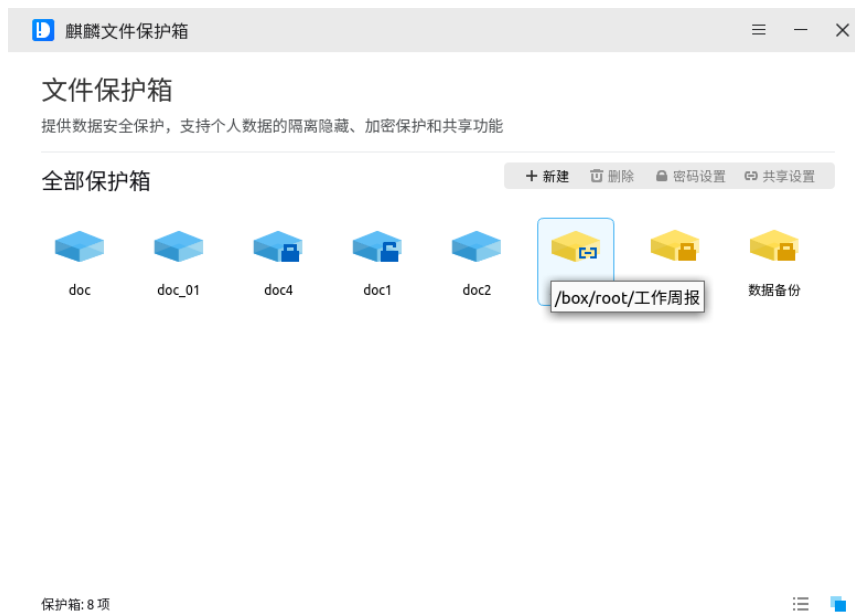 麒麟文件保护箱
文件保护箱
提供数据安全保护，支持个人数据的隔离隐藏、加密保护和共享功能
全部保护箱
新建 删除 密码设置 共享设置
doc doc_01 doc4 doc1 doc2 数据备份
/box/root/工作周报
保护箱: 8 项